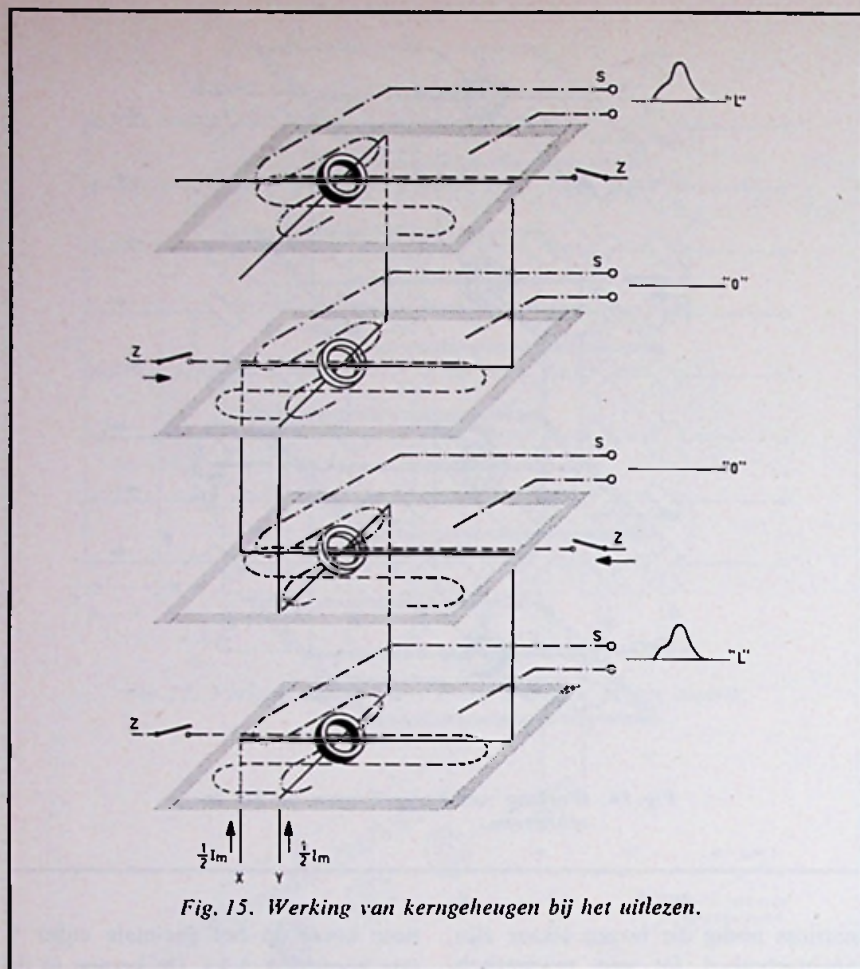 S
"L"
Z
S
"0"
Z
S
"0"
Z
S
"L"
Z
½Im ½Im
X Y
Fig. 15. Werking van kerngeheugen bij het uitlezen.